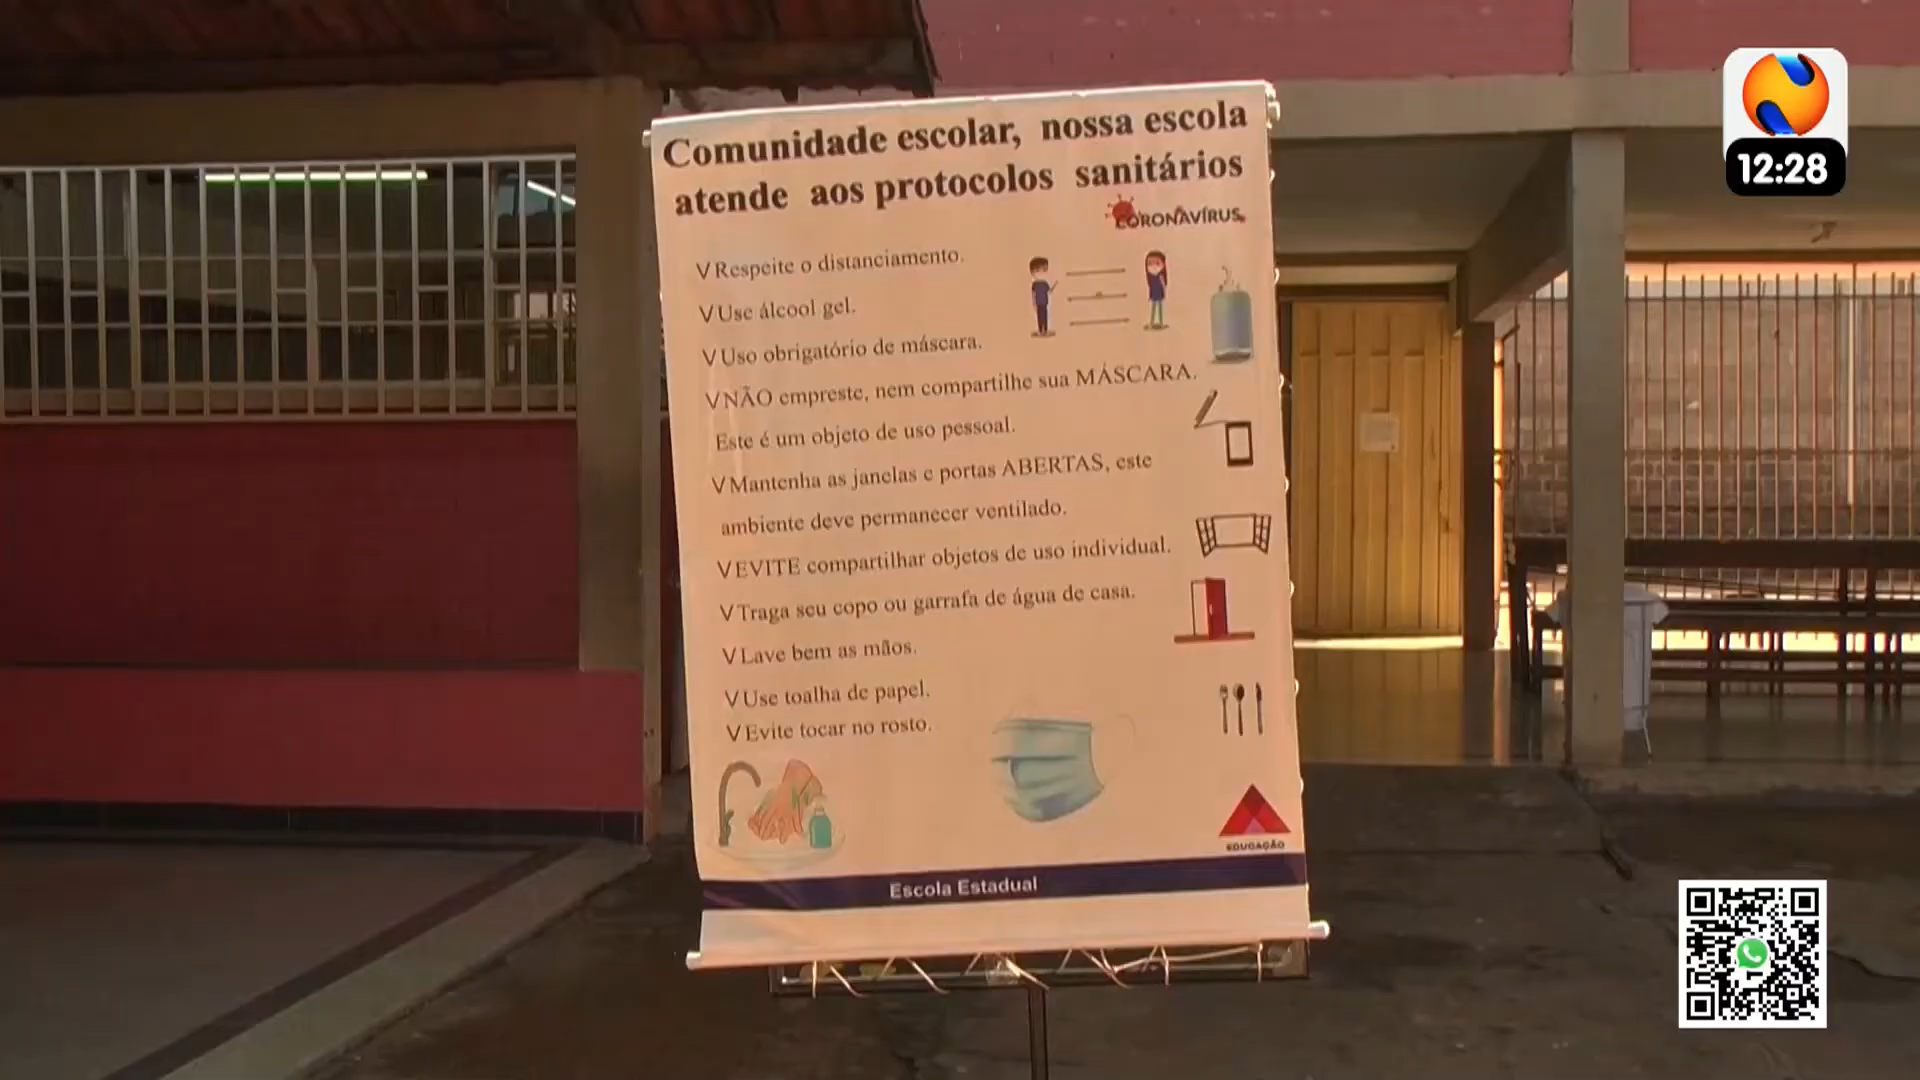 Comunidade escolar, nossa escola
atende aos protocolos sanitários
CORONAVÍRUS
V Respeite o distanciamento.
V Use álcool gel.
V Uso obrigatório de máscara.
V NÃO empreste, nem compartilhe sua MÁSCARA.
Este é um objeto de uso pessoal.
V Mantenha as janelas e portas ABERTAS, este
ambiente deve permanecer ventilado.
V EVITE compartilhar objetos de uso individual.
V Traga seu copo ou garrafa de água de casa.
V Lave bem as mãos.
V Use toalha de papel.
V Evite tocar no rosto.
EDUCAÇÃO
Escola Estadual
12:28